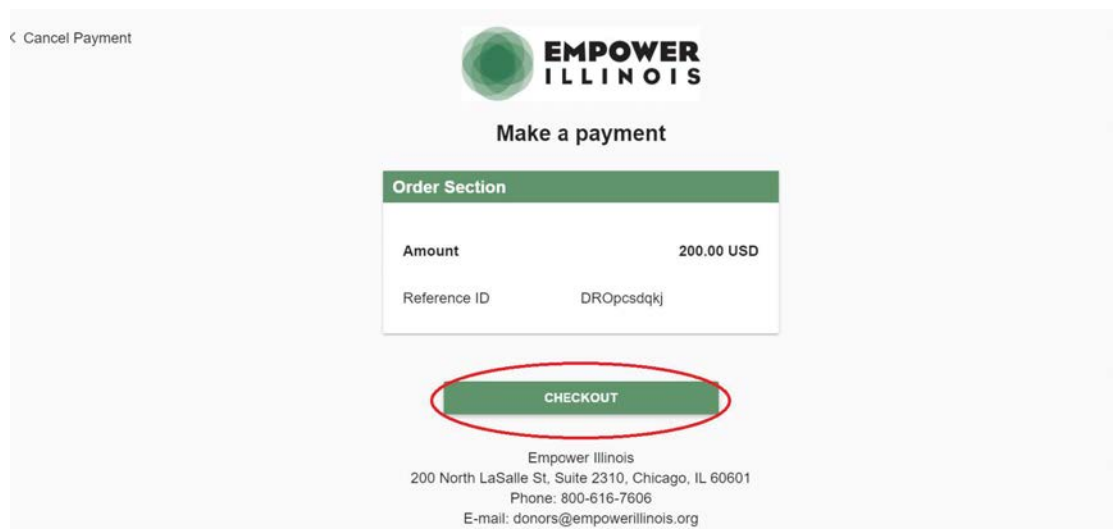 Cancel Payment
EMPOWER
ILLINOIS
Make a payment
Order Section
Amount 200.00 USD
Reference ID DROpcsdqkj
CHECKOUT
Empower Illinois
200 North LaSalle St, Suite 2310, Chicago, IL 60601
Phone: 800-616-7606
E-mail: donors@empowerillinois.org